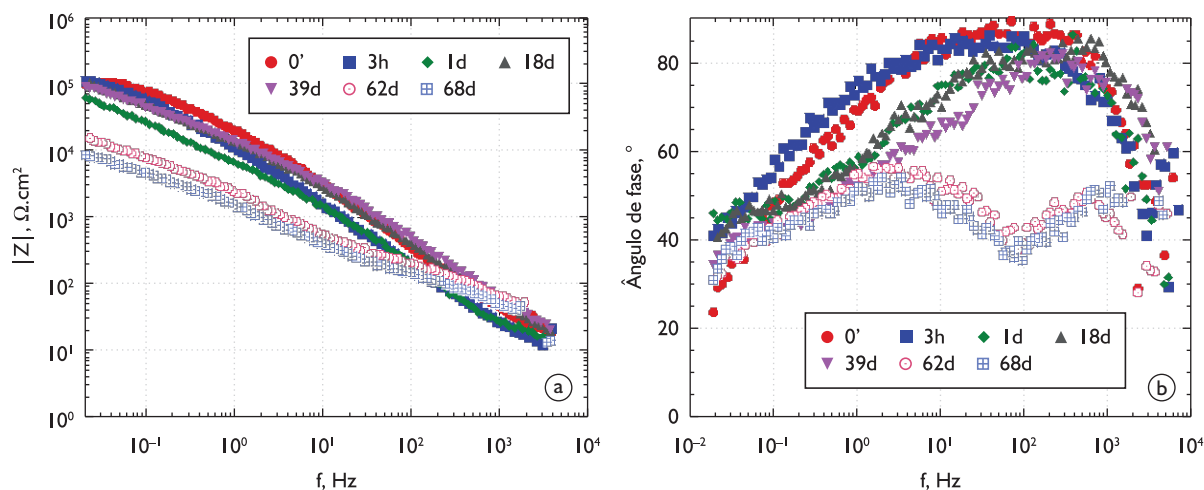 10⁶
10⁵
10⁴
10³
10²
10¹
10⁰
|Z|, Ω.cm²
0' 3h 1d 18d
39d 62d 68d
a
10⁻¹ 10⁰ 10¹ 10² 10³ 10⁴
f, Hz
80
60
40
20
0
Ângulo de fase, °
0' 3h 1d 18d
39d 62d 68d
b
10⁻² 10⁻¹ 10⁰ 10¹ 10² 10³ 10⁴
f, Hz